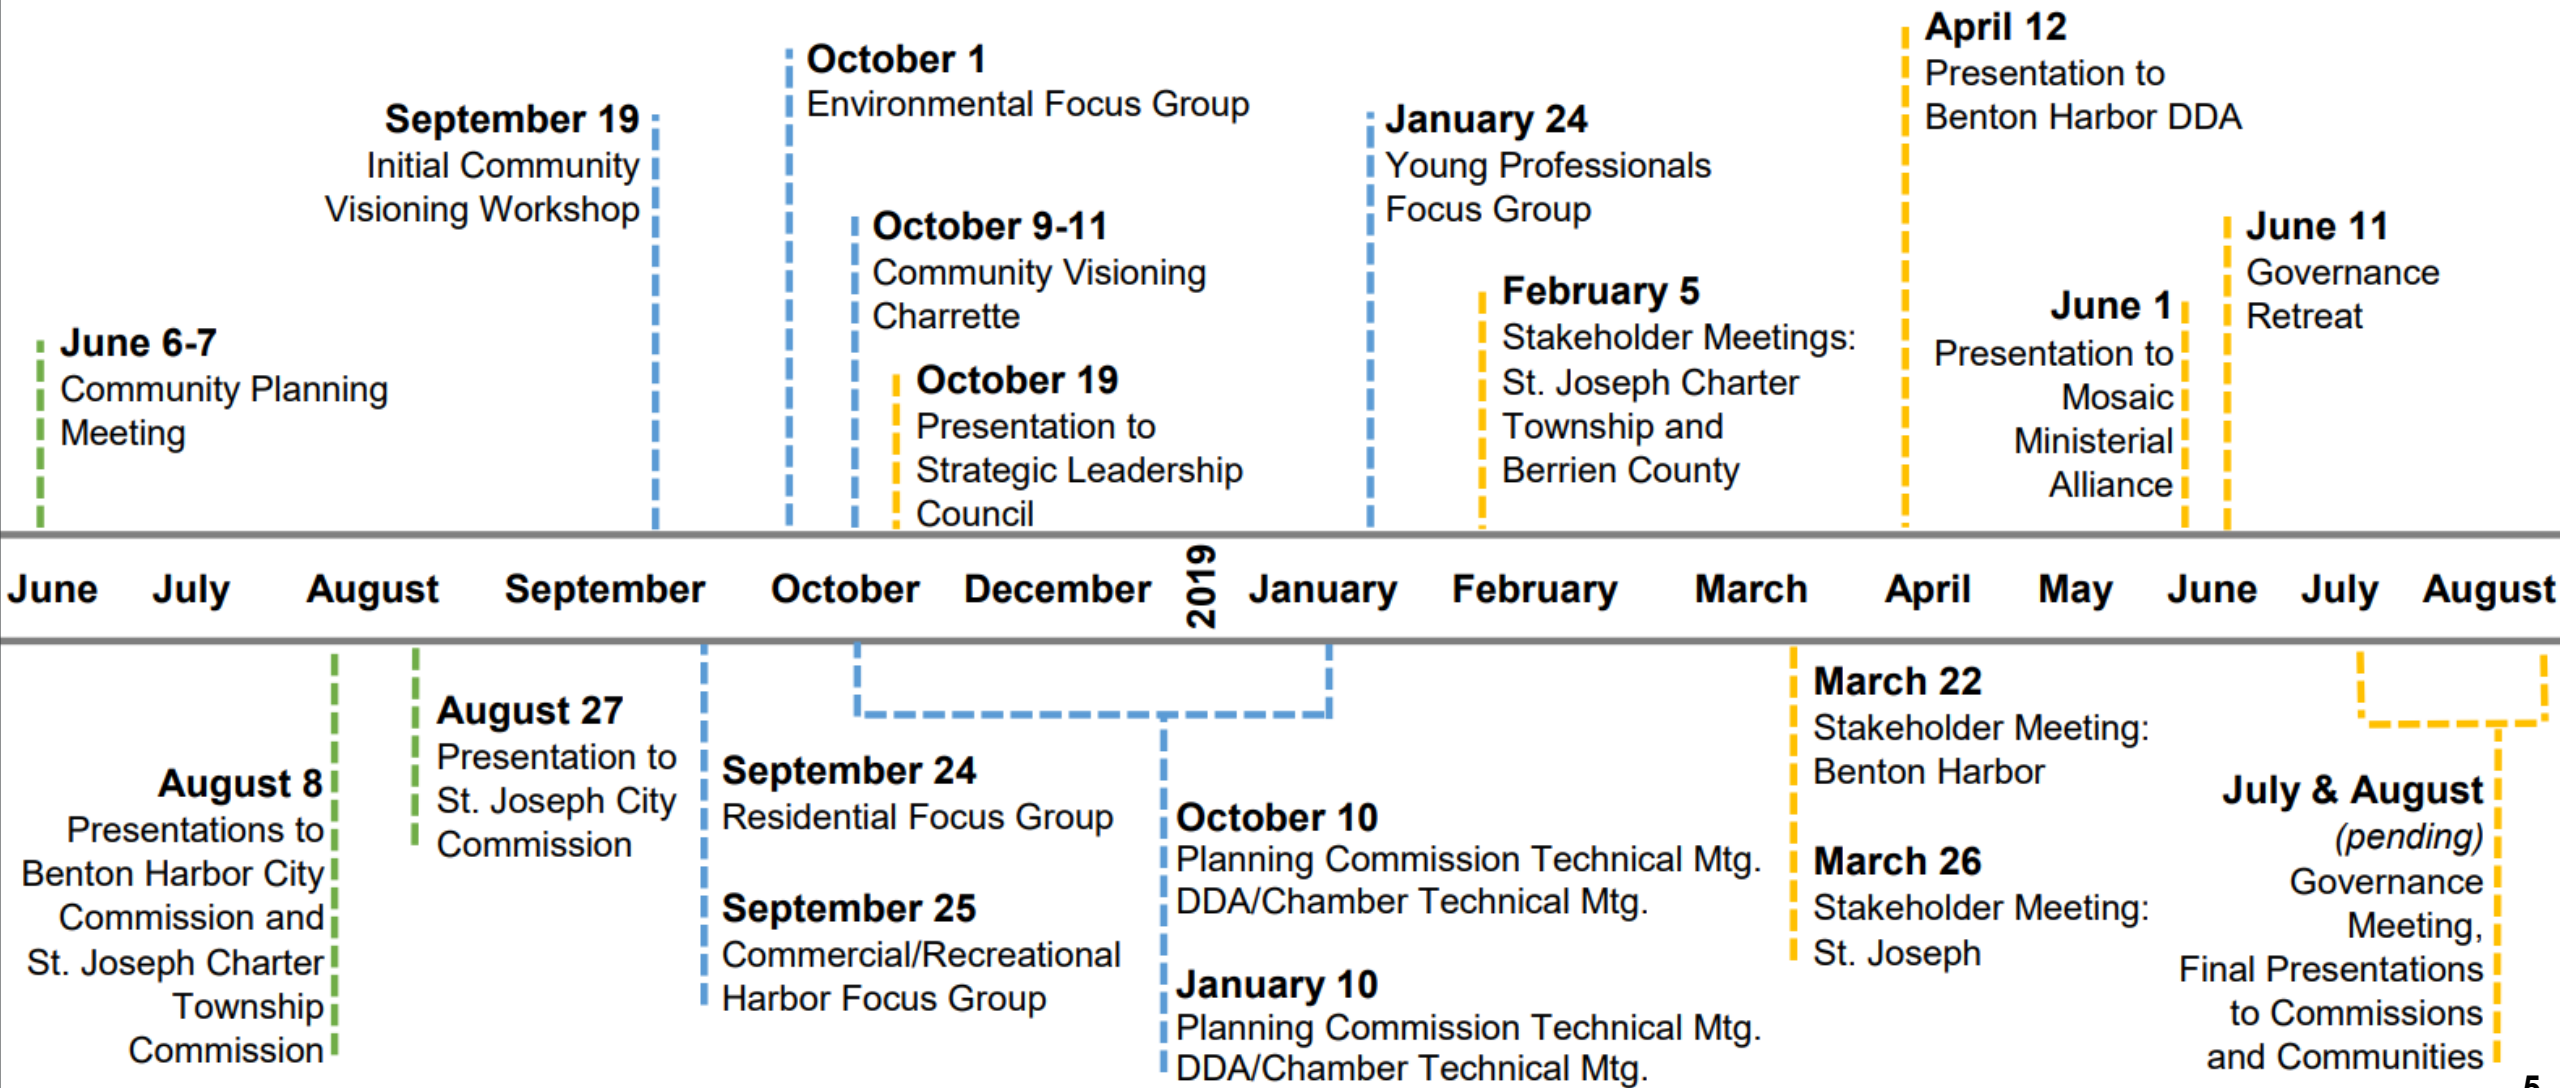 April 12
Presentation to
Benton Harbor DDA
October 1
Environmental Focus Group
September 19
Initial Community
Visioning Workshop
January 24
Young Professionals
Focus Group
October 9-11
Community Visioning
Charrette
June 11
Governance
Retreat
February 5
Stakeholder Meetings:
St. Joseph Charter
Township and
Berrien County
June 1
Presentation to
Mosaic
Ministerial
Alliance
June 6-7
Community Planning
Meeting
October 19
Presentation to
Strategic Leadership
Council
June July August September October December 2019 January February March April May June July August
August 8
Presentations to
Benton Harbor City
Commission and
St. Joseph Charter
Township
Commission
August 27
Presentation to
St. Joseph City
Commission
September 24
Residential Focus Group
September 25
Commercial/Recreational
Harbor Focus Group
October 10
Planning Commission Technical Mtg.
DDA/Chamber Technical Mtg.
January 10
Planning Commission Technical Mtg.
DDA/Chamber Technical Mtg.
March 22
Stakeholder Meeting:
Benton Harbor
March 26
Stakeholder Meeting:
St. Joseph
July & August
(pending)
Governance
Meeting,
Final Presentations
to Commissions
and Communities
5